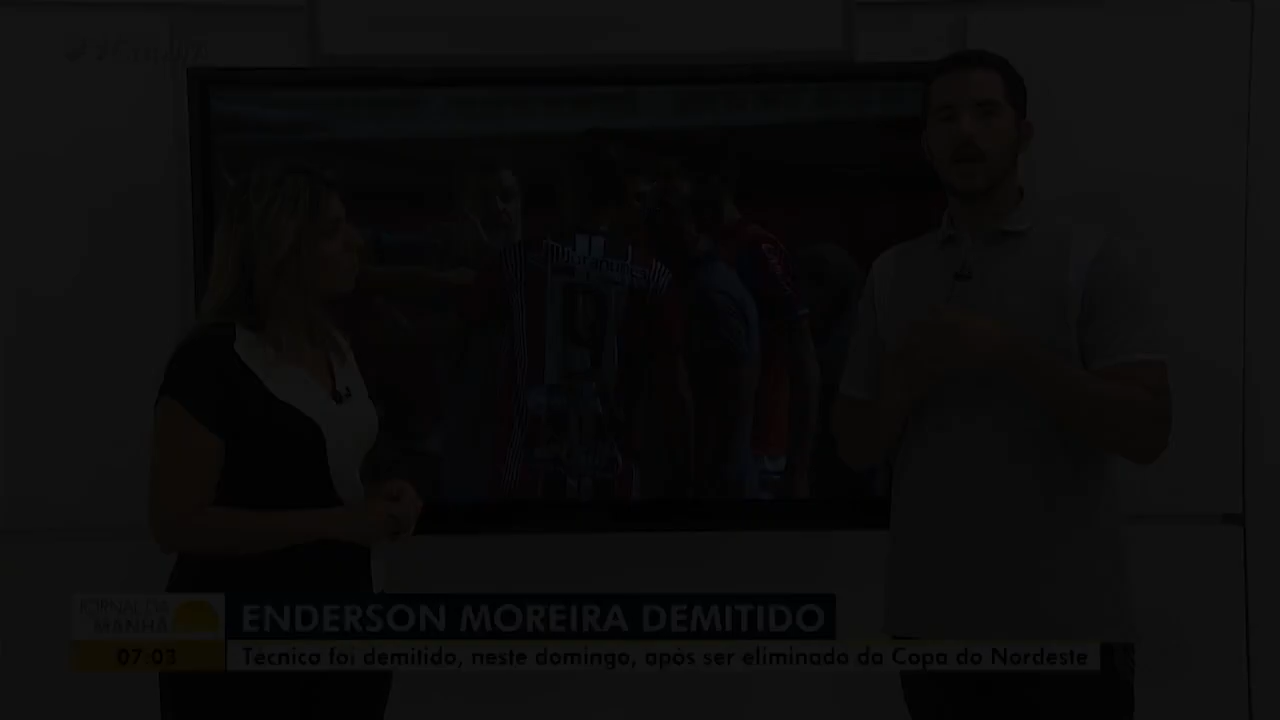 JORNAL DA
MANHÃ
07:03
ENDERSON MOREIRA DEMITIDO
Técnico foi demitido, neste domingo, após ser eliminado da Copa do Nordeste